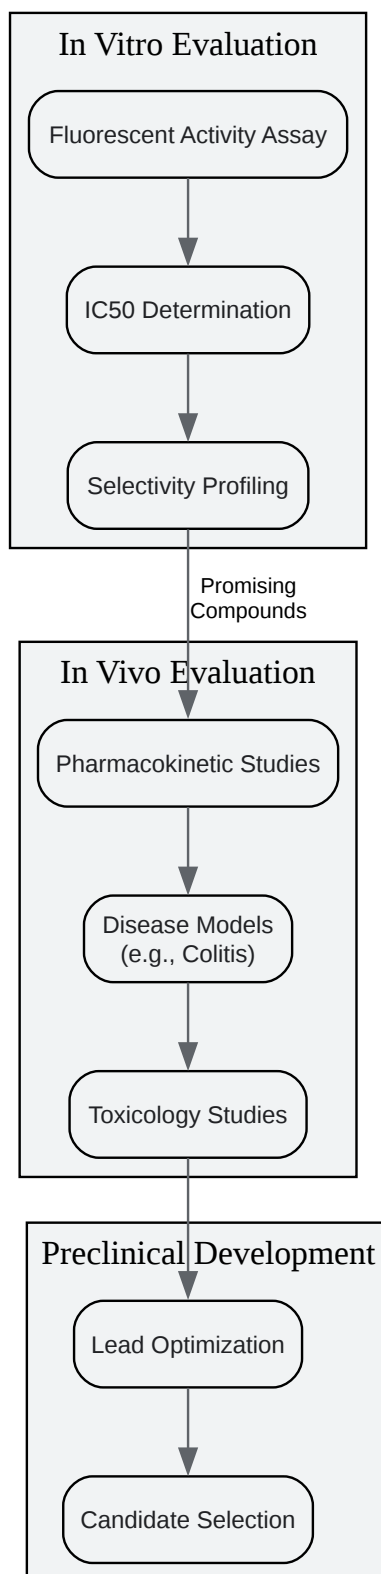 In Vitro Evaluation
Fluorescent Activity Assay
IC50 Determination
Selectivity Profiling
Promising
Compounds
In Vivo Evaluation
Pharmacokinetic Studies
Disease Models
(e.g., Colitis)
Toxicology Studies
Preclinical Development
Lead Optimization
Candidate Selection